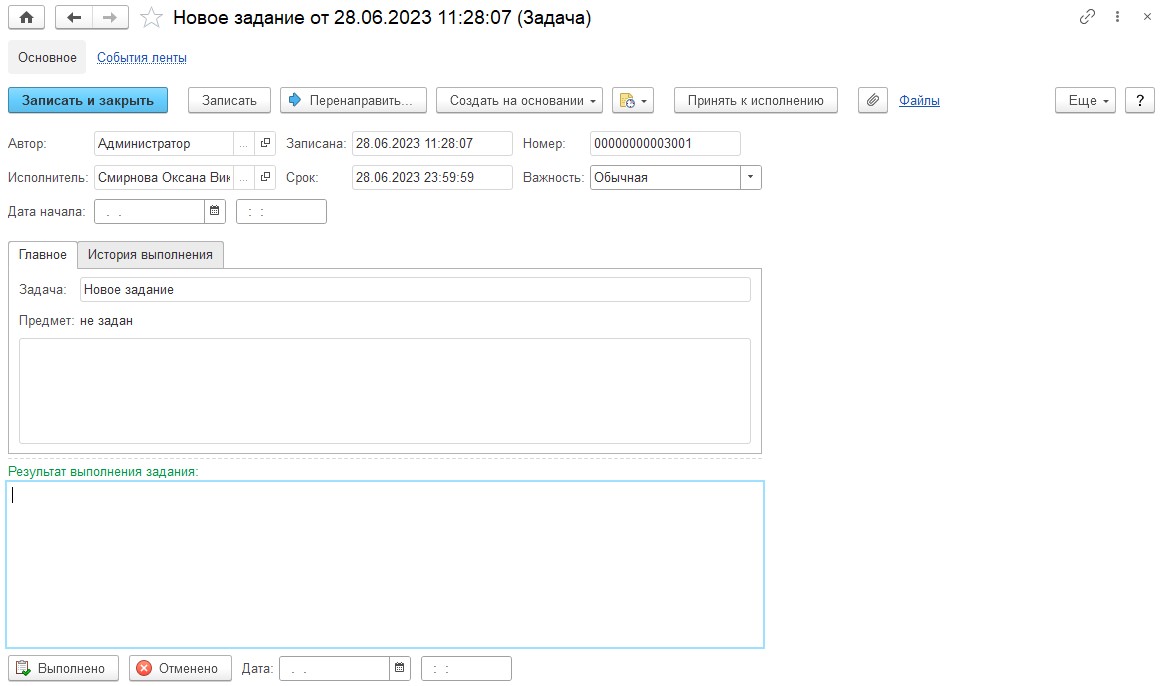 Новое задание от 28.06.2023 11:28:07 (Задача)
Основное События ленты
Записать и закрыть Записать Перенаправить... Создать на основании Принять к исполнению Файлы Еще ?
Автор: Администратор ... Записана: 28.06.2023 11:28:07 Номер: 00000000003001
Исполнитель: Смирнова Оксана Вик ... Срок: 28.06.2023 23:59:59 Важность: Обычная
Дата начала: . . : :
Главное История выполнения
Задача: Новое задание
Предмет: не задан
Результат выполнения задания:
Выполнено Отменено Дата: . . : :